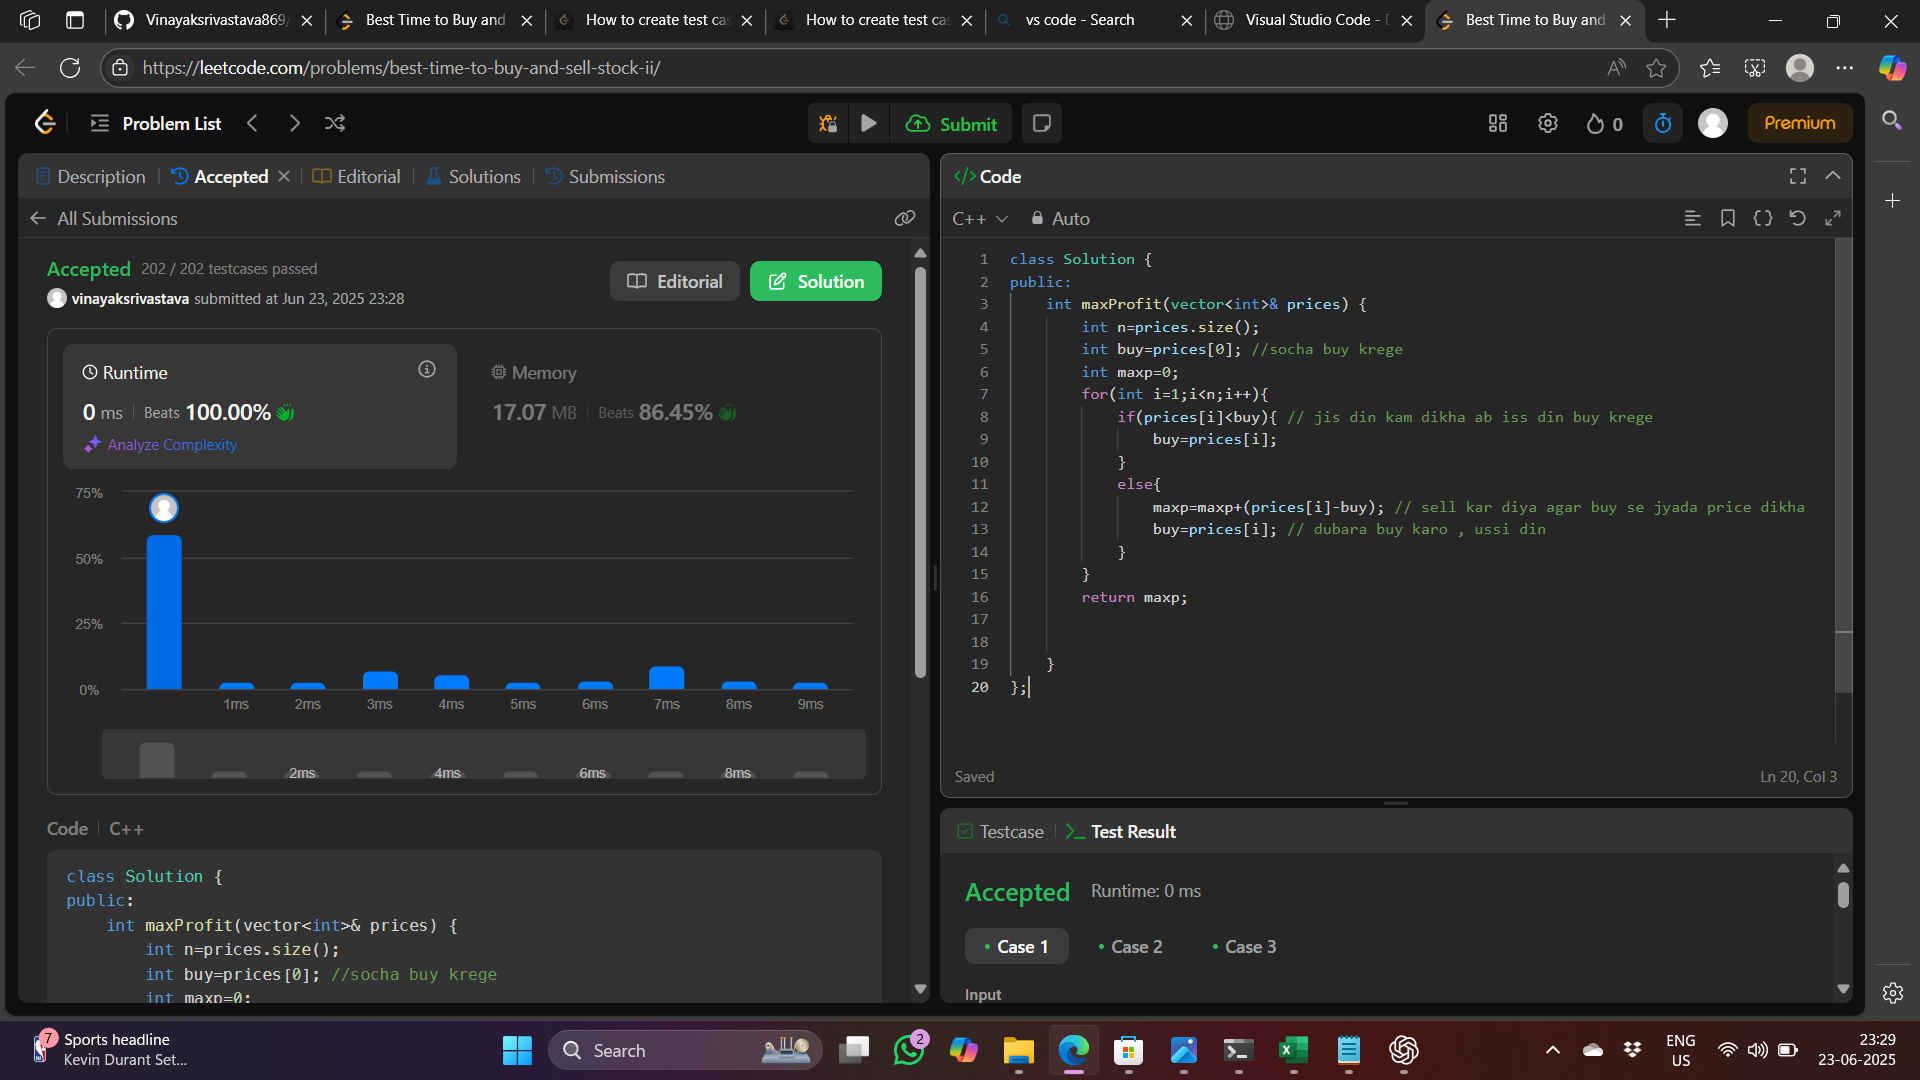 Vinayaksrivastava869/
Best Time to Buy and
How to create test cas
How to create test cas
vs code - Search
Visual Studio Code - D
Best Time to Buy and
https://leetcode.com/problems/best-time-to-buy-and-sell-stock-ii/
Problem List
Submit
0
Premium
Description
Accepted
Editorial
Solutions
Submissions
All Submissions
Accepted 202 / 202 testcases passed
vinayaksrivastava submitted at Jun 23, 2025 23:28
Editorial
Solution
Runtime
0 ms Beats 100.00%
Analyze Complexity
Memory
17.07 MB Beats 86.45%
75%
50%
25%
0%
1ms 2ms 3ms 4ms 5ms 6ms 7ms 8ms 9ms
2ms 4ms 6ms 8ms
Code C++
class Solution {
public:
    int maxProfit(vector<int>& prices) {
        int n=prices.size();
        int buy=prices[0]; //socha buy krege
        int maxp=0;
</> Code
C++ Auto
1 class Solution {
2 public:
3     int maxProfit(vector<int>& prices) {
4         int n=prices.size();
5         int buy=prices[0]; //socha buy krege
6         int maxp=0;
7         for(int i=1;i<n;i++){
8             if(prices[i]<buy){ // jis din kam dikha ab iss din buy krege
9                 buy=prices[i];
10             }
11             else{
12                 maxp=maxp+(prices[i]-buy); // sell kar diya agar buy se jyada price dikha
13                 buy=prices[i]; // dubara buy karo , ussi din
14             }
15         }
16         return maxp;
17
18
19     }
20 };
Saved
Ln 20, Col 3
Testcase
Test Result
Accepted Runtime: 0 ms
Case 1
Case 2
Case 3
Input
7
Sports headline
Kevin Durant Set...
Search
2
ENG
US
23:29
23-06-2025